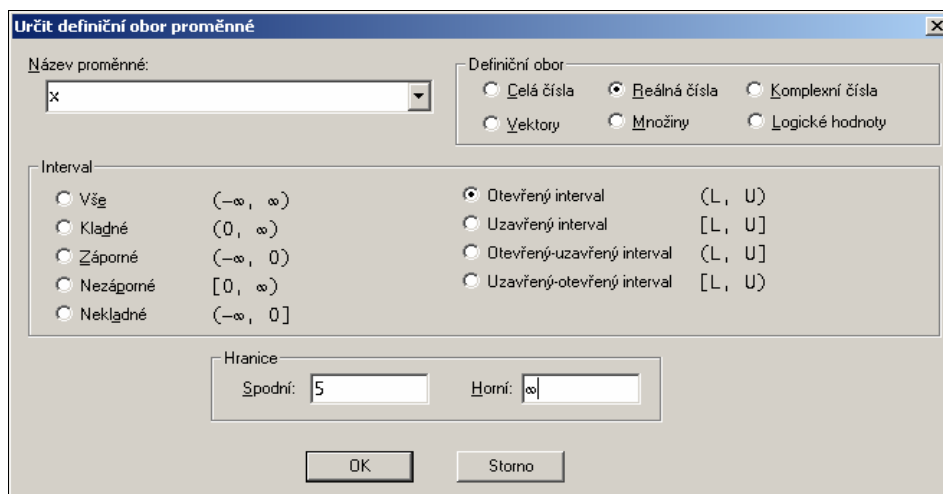 Určit definiční obor proměnné
Název proměnné:
x
Definiční obor
Celá čísla Reálná čísla Komplexní čísla
Vektory Množiny Logické hodnoty
Interval
Vše (-∞, ∞)
Kladné (0, ∞)
Záporné (-∞, 0)
Nezáporné [0, ∞)
Nekladné (-∞, 0]
Otevřený interval (L, U)
Uzavřený interval [L, U]
Otevřený-uzavřený interval (L, U]
Uzavřený-otevřený interval [L, U)
Hranice
Spodní: 5 Horní: ∞
OK Storno